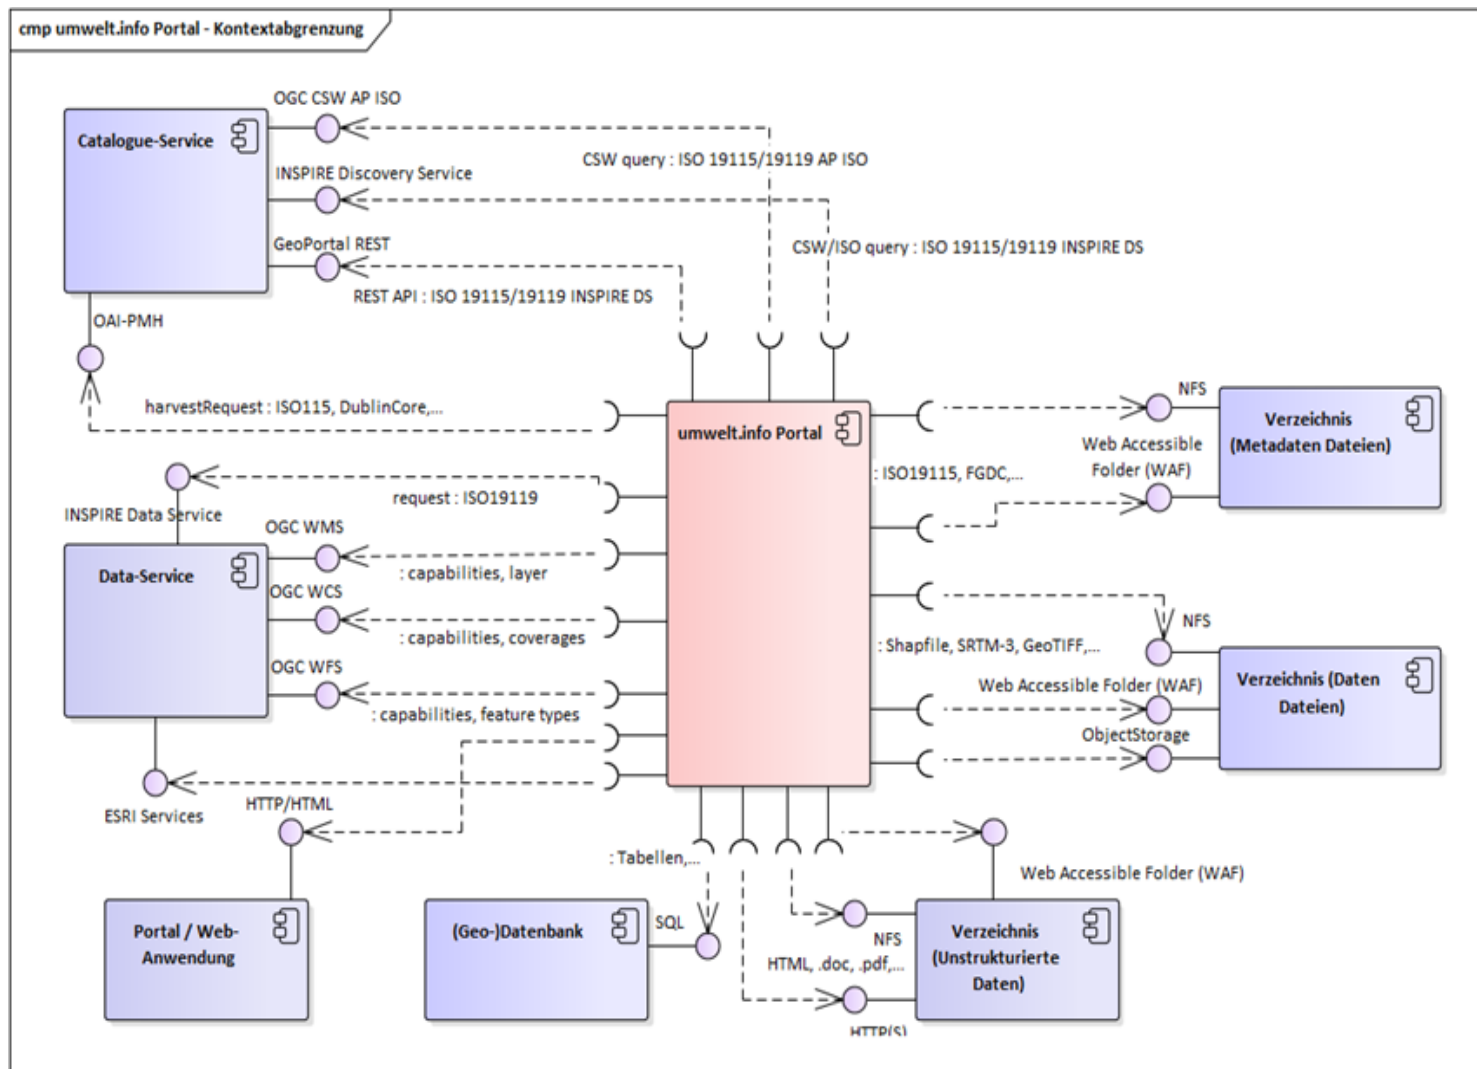 cmp umwelt.info Portal - Kontextabgrenzung
OGC CSW AP ISO
Catalogue-Service
CSW query : ISO 19115/19119 AP ISO
INSPIRE Discovery Service
GeoPortal REST
CSW/ISO query : ISO 19115/19119 INSPIRE DS
REST API : ISO 19115/19119 INSPIRE DS
OAI-PMH
harvestRequest : ISO115, DublinCore,...
umwelt.info Portal
NFS
Verzeichnis
(Metadaten Dateien)
Web Accessible
Folder (WAF)
: ISO19115, FGDC,...
request : ISO19119
INSPIRE Data Service
OGC WMS
Data-Service
: capabilities, layer
OGC WCS
: capabilities, coverages
OGC WFS
: capabilities, feature types
NFS
: Shapfile, SRTM-3, GeoTIFF,...
Verzeichnis (Daten
Dateien)
Web Accessible Folder (WAF)
ObjectStorage
ESRI Services
HTTP/HTML
: Tabellen,...
Web Accessible Folder (WAF)
Portal / Web-
Anwendung
(Geo-)Datenbank
SQL
NFS
Verzeichnis
(Unstrukturierte
Daten)
HTML, .doc, .pdf,...
HTTP(S)